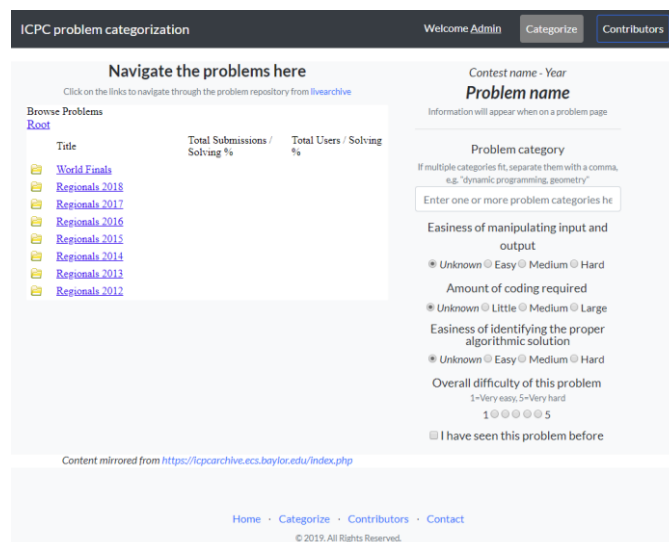 ICPC problem categorization
Welcome Admin
Categorize
Contributors
Navigate the problems here
Click on the links to navigate through the problem repository from livearchive
Browse Problems
Root
Title
Total Submissions /
Solving %
Total Users / Solving
%
World Finals
Regionals 2018
Regionals 2017
Regionals 2016
Regionals 2015
Regionals 2014
Regionals 2013
Regionals 2012
Contest name - Year
Problem name
Information will appear when on a problem page
Problem category
If multiple categories fit, separate them with a comma,
e.g. "dynamic programming, geometry"
Enter one or more problem categories he
Easiness of manipulating input and
output
Unknown Easy Medium Hard
Amount of coding required
Unknown Little Medium Large
Easiness of identifying the proper
algorithmic solution
Unknown Easy Medium Hard
Overall difficulty of this problem
1=Very easy, 5=Very hard
1 5
I have seen this problem before
Content mirrored from https://icpcarchive.ecs.baylor.edu/index.php
Home · Categorize · Contributors · Contact
© 2019. All Rights Reserved.